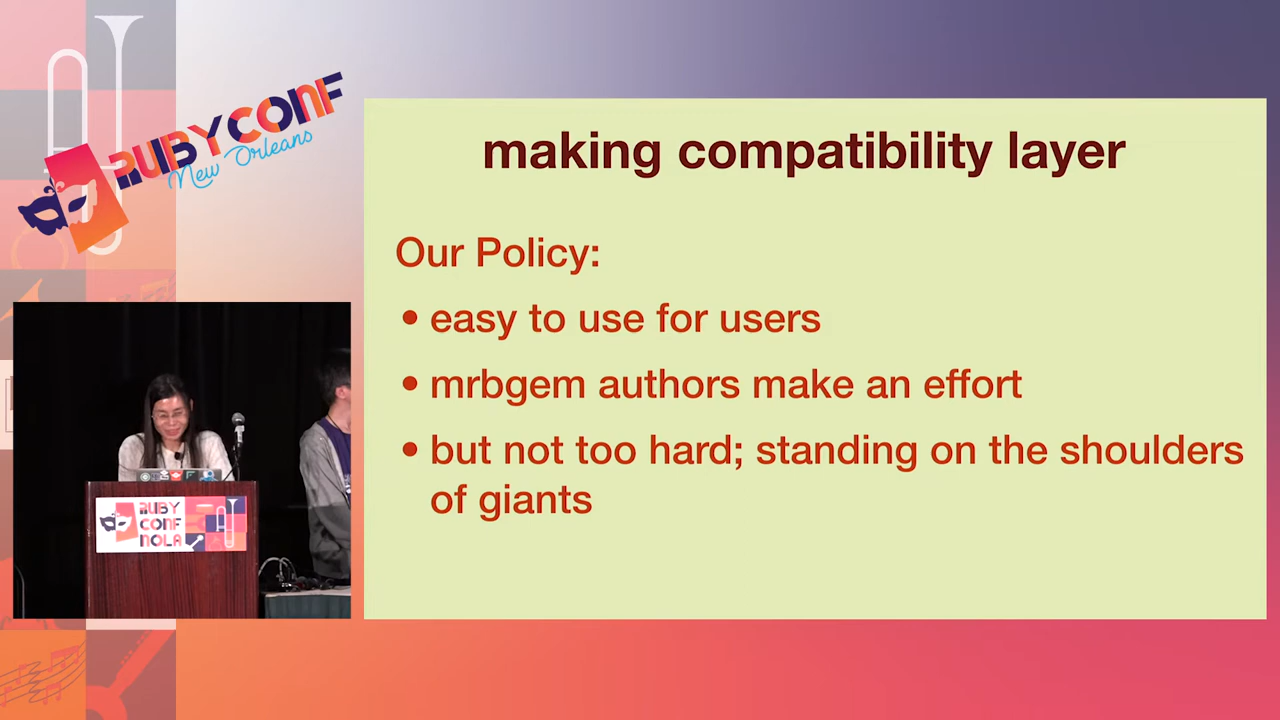 RUBYCONF
New Orleans
making compatibility layer
Our Policy:
• easy to use for users
• mrbgem authors make an effort
• but not too hard; standing on the shoulders
of giants
RUBY
CONF
NOLA